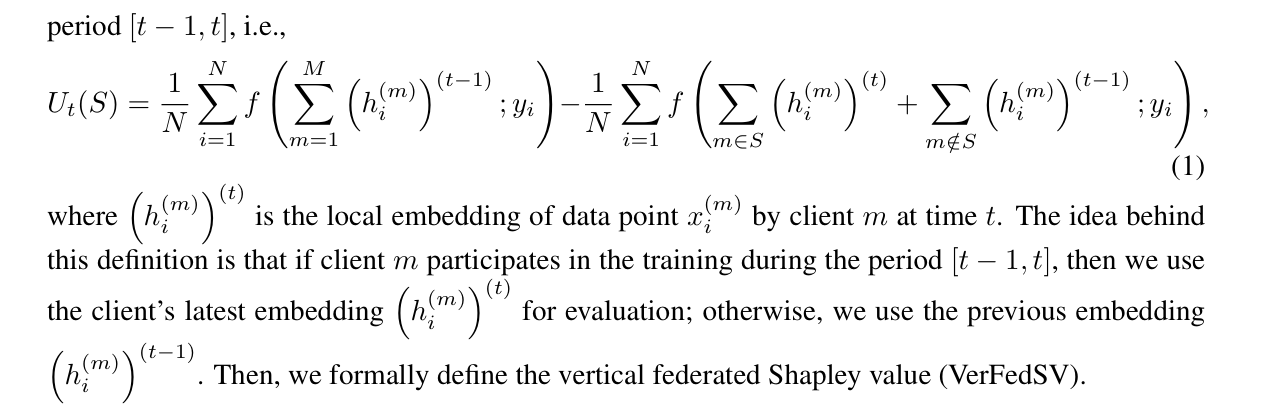 period [t − 1, t], i.e.,
U_t(S) = \frac{1}{N} \sum_{i=1}^{N} f \left( \sum_{m=1}^{M} \left( h_i^{(m)} \right)^{(t-1)} ; y_i \right) - \frac{1}{N} \sum_{i=1}^{N} f \left( \sum_{m \in S} \left( h_i^{(m)} \right)^{(t)} + \sum_{m \notin S} \left( h_i^{(m)} \right)^{(t-1)} ; y_i \right),
(1)
where \left( h_i^{(m)} \right)^{(t)} is the local embedding of data point x_i^{(m)} by client m at time t. The idea behind
this definition is that if client m participates in the training during the period [t − 1, t], then we use
the client’s latest embedding \left( h_i^{(m)} \right)^{(t)} for evaluation; otherwise, we use the previous embedding
\left( h_i^{(m)} \right)^{(t-1)}. Then, we formally define the vertical federated Shapley value (VerFedSV).